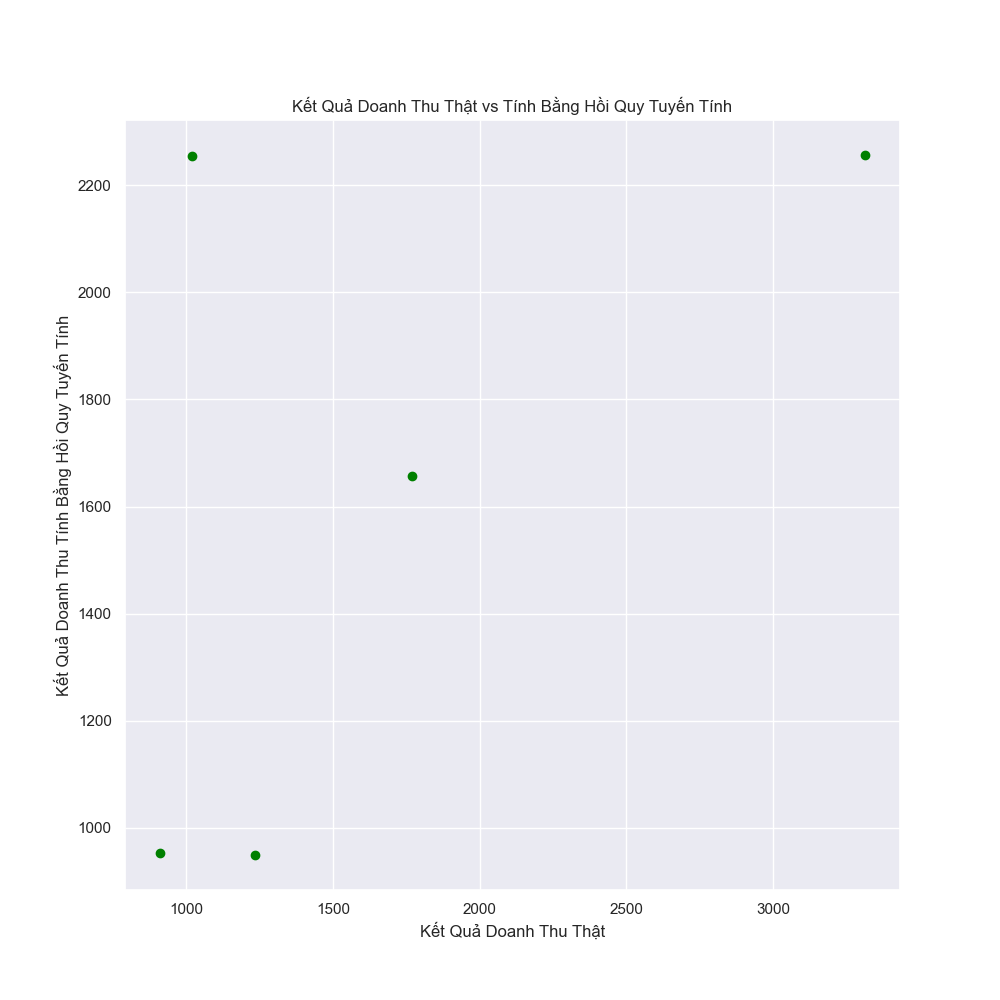 Kết Quả Doanh Thu Thật vs Tính Bằng Hồi Quy Tuyến Tính
Kết Quả Doanh Thu Tính Bằng Hồi Quy Tuyến Tính
2200
2000
1800
1600
1400
1200
1000
1000 1500 2000 2500 3000
Kết Quả Doanh Thu Thật